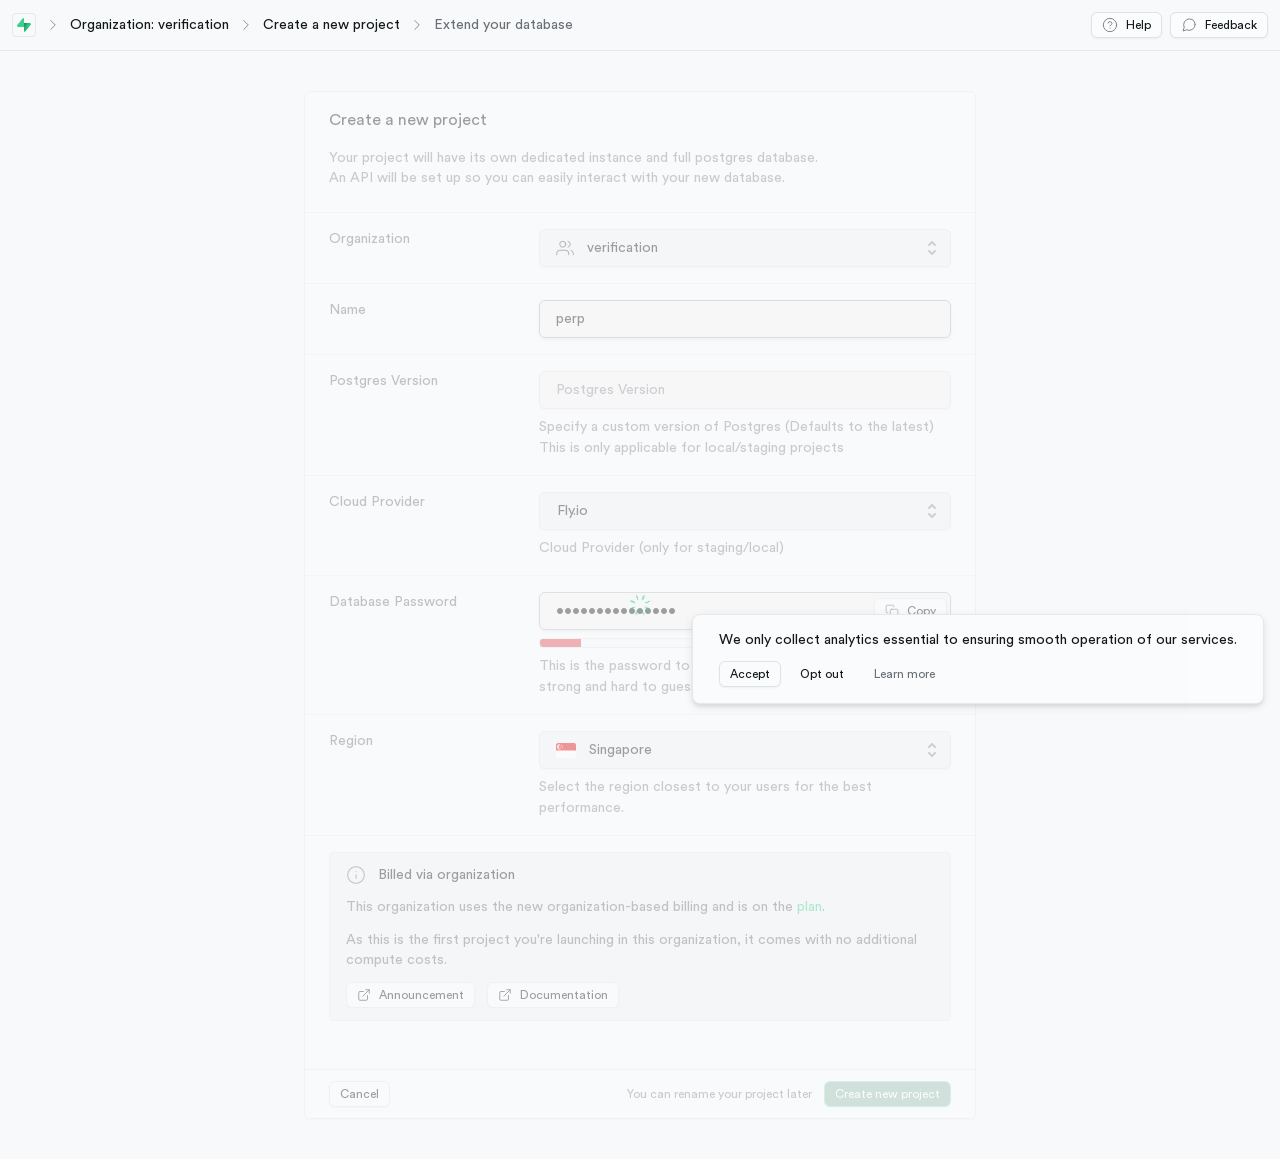 Organization: verification
Create a new project
Extend your database
Help
Feedback
Create a new project
Your project will have its own dedicated instance and full postgres database.
An API will be set up so you can easily interact with your new database.
Organization
verification
Name
perp
Postgres Version
Postgres Version
Specify a custom version of Postgres (Defaults to the latest)
This is only applicable for local/staging projects
Cloud Provider
Fly.io
Cloud Provider (only for staging/local)
Database Password
•••••••••••••••
Copy
We only collect analytics essential to ensuring smooth operation of our services.
Accept
Opt out
Learn more
This is the password to
strong and hard to gues
Region
Singapore
Select the region closest to your users for the best
performance.
Billed via organization
This organization uses the new organization-based billing and is on the plan.
As this is the first project you're launching in this organization, it comes with no additional
compute costs.
Announcement
Documentation
Cancel
You can rename your project later
Create new project